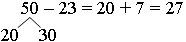 50 – 23 = 20 + 7 = 27
20 30